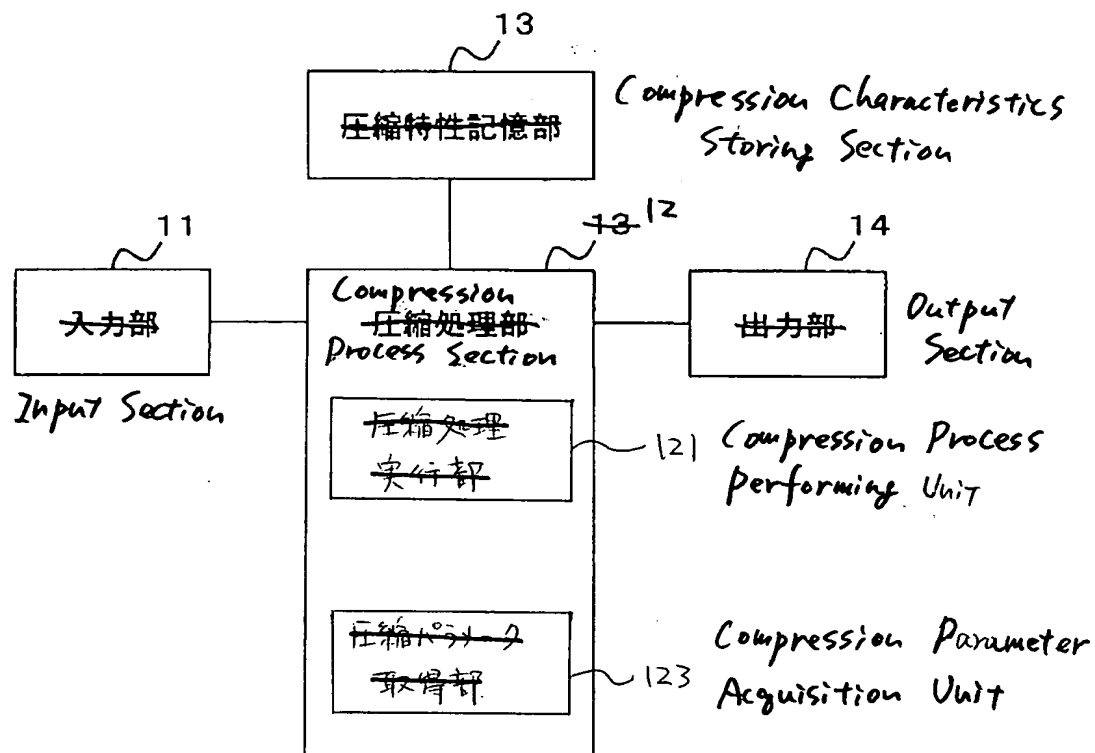 13
圧縮特性記憶部
Compression Characteristics
Storing Section
11
入力部
Input Section
13 12
Compression
圧縮処理部
Process Section
14
出力部
Output
Section
圧縮処理
実行部
121
Compression Process
Performing Unit
圧縮パラメータ
取得部
123
Compression Parameter
Acquisition Unit